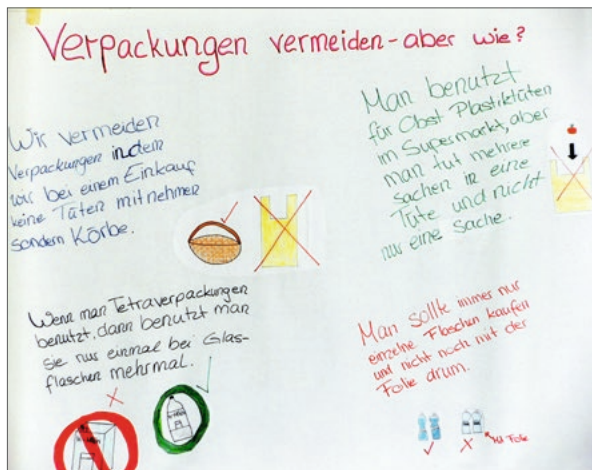 Verpackungen vermeiden - aber wie?
Wir vermeiden
Verpackungen indem
wir bei einem Einkauf
keine Tüten mitnehmen
sondern Körbe.
Man benutzt
für Obst Plastiktüten
im Supermarkt, aber
man tut mehrere
sachen in eine
Tüte und nicht
nur eine Sache.
Wenn man Tetraverpackungen
benutzt, dann benutzt man
sie nur einmal bei Glas-
flaschen mehrmal.
Man sollte immer nur
einzelne Flaschen kaufen
und nicht noch mit der
Folie drum.
mit Folie